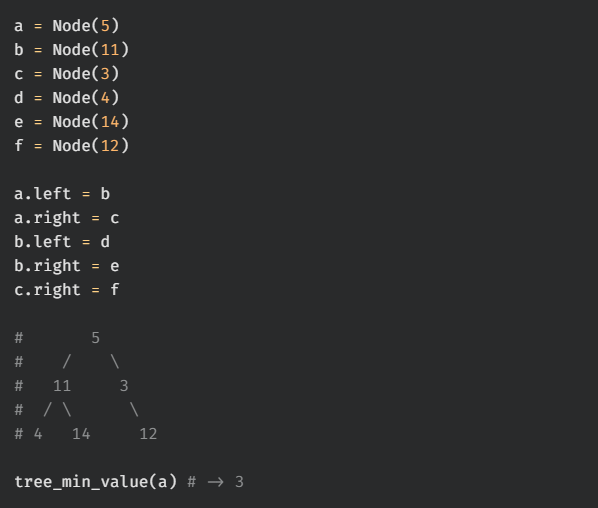 a = Node(5)
b = Node(11)
c = Node(3)
d = Node(4)
e = Node(14)
f = Node(12)

a.left = b
a.right = c
b.left = d
b.right = e
c.right = f

#       5
#    /    \
#   11     3
#  / \      \
# 4   14     12

tree_min_value(a) # -> 3